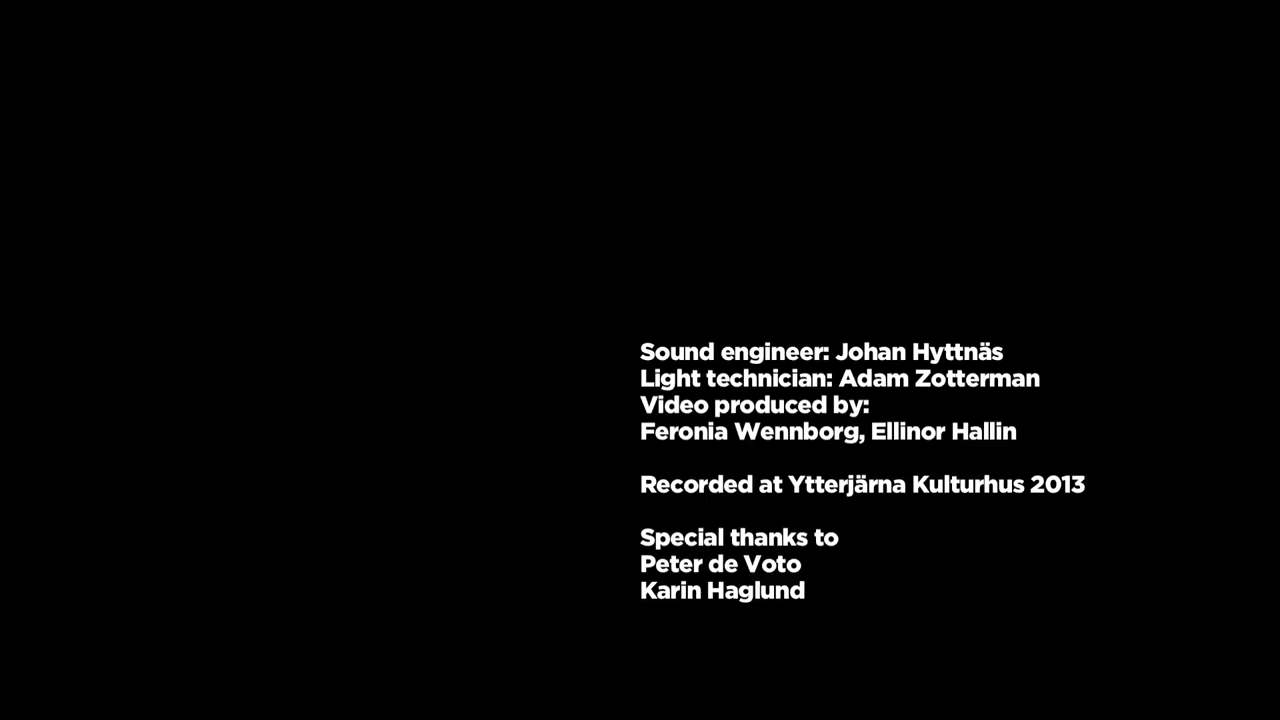 Sound engineer: Johan Hyttnäs
Light technician: Adam Zotterman
Video produced by:
Feronia Wennborg, Ellinor Hallin
Recorded at Ytterjärna Kulturhus 2013
Special thanks to
Peter de Voto
Karin Haglund